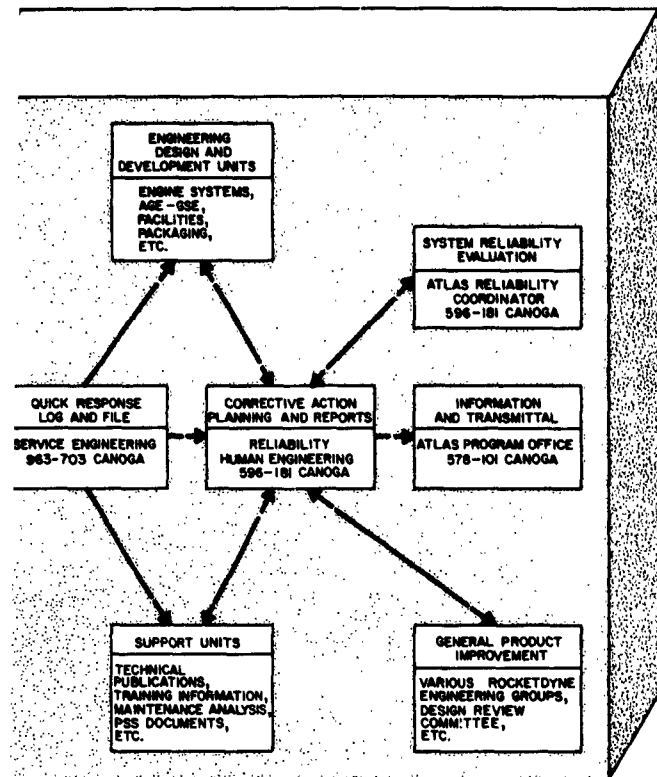 ENGINEERING
DESIGN AND
DEVELOPMENT UNITS
ENGINE SYSTEMS,
AGE-GSE,
FACILITIES,
PACKAGING,
ETC.
SYSTEM RELIABILITY
EVALUATION
ATLAS RELIABILITY
COORDINATOR
596-181 CANOGA
QUICK RESPONSE
LOG AND FILE
SERVICE ENGINEERING
963-703 CANOGA
CORRECTIVE ACTION
PLANNING AND REPORTS
RELIABILITY
HUMAN ENGINEERING
596-181 CANOGA
INFORMATION
AND TRANSMITTAL
ATLAS PROGRAM OFFICE
578-101 CANOGA
SUPPORT UNITS
TECHNICAL
PUBLICATIONS,
TRAINING INFORMATION,
MAINTENANCE ANALYSIS,
PSS DOCUMENTS,
ETC.
GENERAL PRODUCT
IMPROVEMENT
VARIOUS ROCKETDYNE
ENGINEERING GROUPS,
DESIGN REVIEW
COMMITTEE,
ETC.